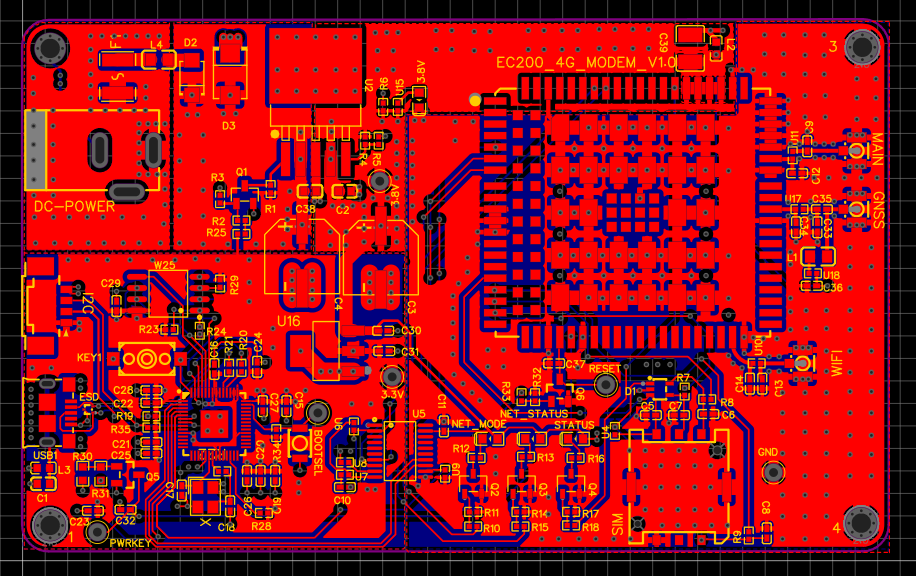 F1
L4
D2
D3
U2
R6
U15
3.8V
C39
L2
3
EC200_4G_MODEM_V1.0
U11
C9
MAIN
C12
R4
R5
DC-POWER
Q1
R3
R1
R2
R25
C38
C2
3.8V
U17
C35
GNSS
C34
C33
L1
U18
C36
W25
I2C
C29
R29
C4
C3
U16
R23
R24
C30
C31
KEY1
C16
R21
R20
C24
3.3V
C37
RESET
U10
WIFI
C14
C13
ESD
C28
C22
R19
R35
C21
C25
C27
C15
BOOTSEL
U6
U5
C11
R33
R32
Q6
NET_STATUS
NET_MODE
STATUS
D1
R7
C5
C7
R8
C6
USB1
L3
R30
R31
C1
Q5
C23
C32
PWRKEY
1
C17
X
C18
C26
R34
R28
U8
U7
C10
U9
R12
R13
R16
Q2
Q3
Q4
R11
R10
R14
R15
R17
R18
SIM
GND
C8
R9
4